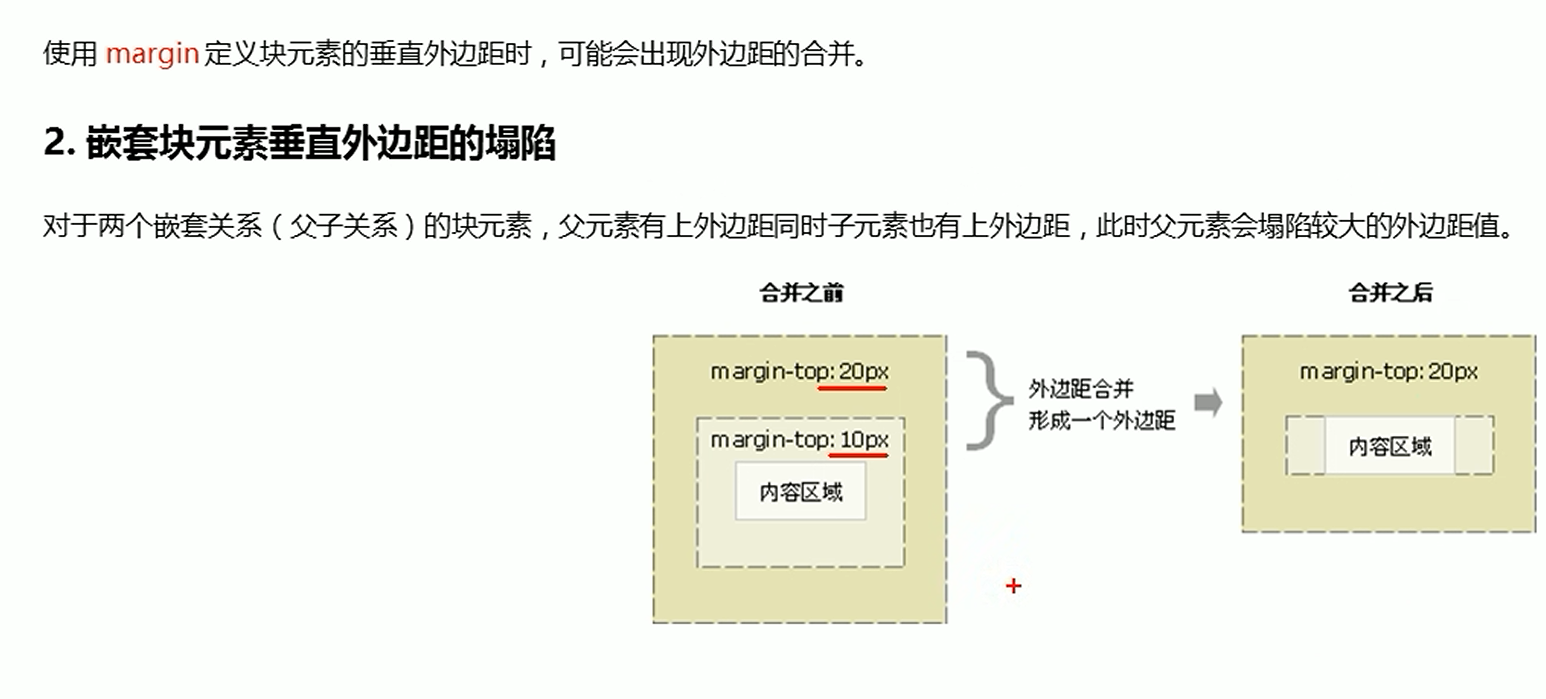 使用 margin 定义块元素的垂直外边距时，可能会出现外边距的合并。
2. 嵌套块元素垂直外边距的塌陷
对于两个嵌套关系（父子关系）的块元素，父元素有上外边距同时子元素也有上外边距，此时父元素会塌陷较大的外边距值。
合并之前
合并之后
margin-top: 20px
margin-top: 10px
内容区域
外边距合并
形成一个外边距
margin-top: 20px
内容区域